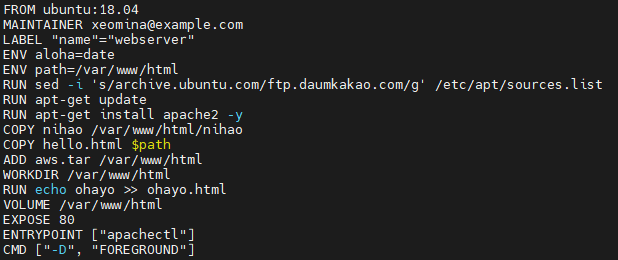 FROM ubuntu:18.04
MAINTAINER xeomina@example.com
LABEL "name"="webserver"
ENV aloha=date
ENV path=/var/www/html
RUN sed -i 's/archive.ubuntu.com/ftp.daumkakao.com/g' /etc/apt/sources.list
RUN apt-get update
RUN apt-get install apache2 -y
COPY nihao /var/www/html/nihao
COPY hello.html $path
ADD aws.tar /var/www/html
WORKDIR /var/www/html
RUN echo ohayo >> ohayo.html
VOLUME /var/www/html
EXPOSE 80
ENTRYPOINT ["apachectl"]
CMD ["-D", "FOREGROUND"]